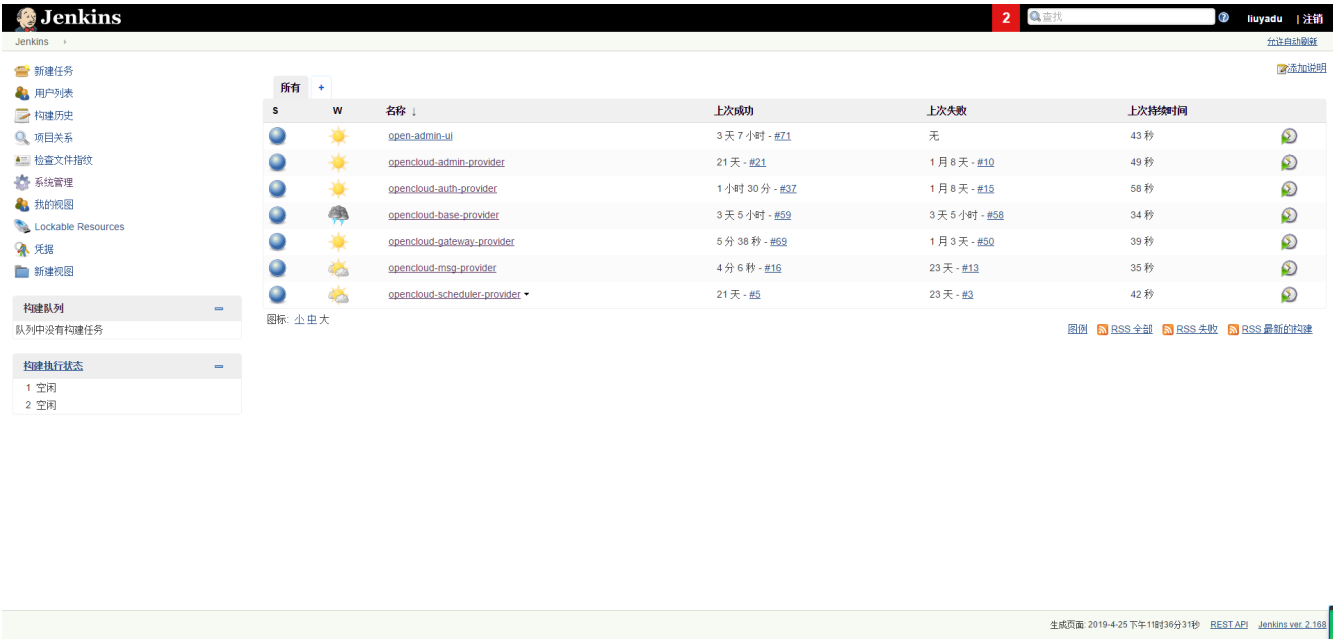 Jenkins 2 查找 liuyadu | 注销
Jenkins 允许自动刷新
新建任务
用户列表
构建历史
项目关系
检查文件指纹
系统管理
我的视图
Lockable Resources
凭据
新建视图
构建队列
队列中没有构建任务
构建执行状态
1 空闲
2 空闲
添加说明
所有 +
S W 名称 ↓ 上次成功 上次失败 上次持续时间
open-admin-ui 3 天 7 小时 - #71 无 43 秒
opencloud-admin-provider 21 天 - #21 1 月 8 天 - #10 49 秒
opencloud-auth-provider 1 小时 30 分 - #37 1 月 8 天 - #15 58 秒
opencloud-base-provider 3 天 5 小时 - #59 3 天 5 小时 - #58 34 秒
opencloud-gateway-provider 5 分 38 秒 - #69 1 月 3 天 - #50 39 秒
opencloud-msg-provider 4 分 6 秒 - #16 23 天 - #13 35 秒
opencloud-scheduler-provider 21 天 - #5 23 天 - #3 42 秒
图标: 小 中 大
图例 RSS 全部 RSS 失败 RSS 最新的构建
生成页面: 2019-4-25 下午11时36分31秒 REST API Jenkins ver. 2.168